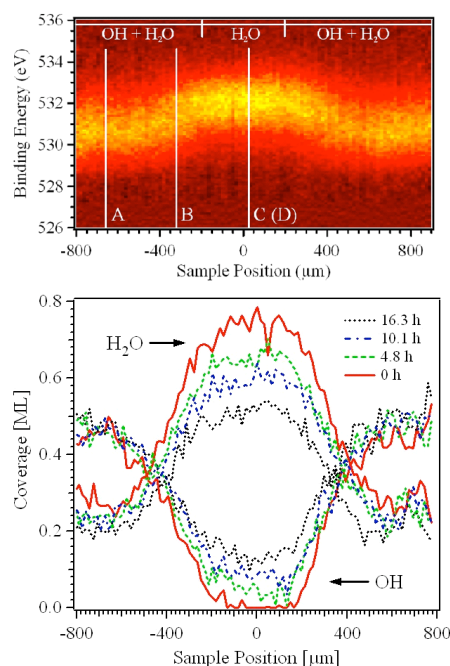 536
534
532
530
528
526
Binding Energy (eV)
OH + H₂O
H₂O
OH + H₂O
A
B
C (D)
-800
-400
0
400
800
Sample Position (µm)
0.8
0.6
0.4
0.2
0.0
Coverage [ML]
H₂O
16.3 h
10.1 h
4.8 h
0 h
OH
-800
-400
0
400
800
Sample Position [µm]